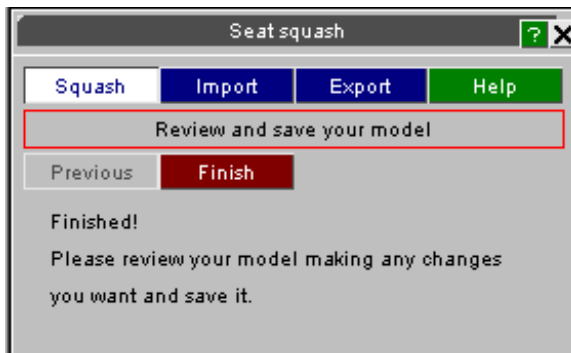 Seat squash
?
X
Squash Import Export Help
Review and save your model
Previous Finish
Finished!
Please review your model making any changes
you want and save it.